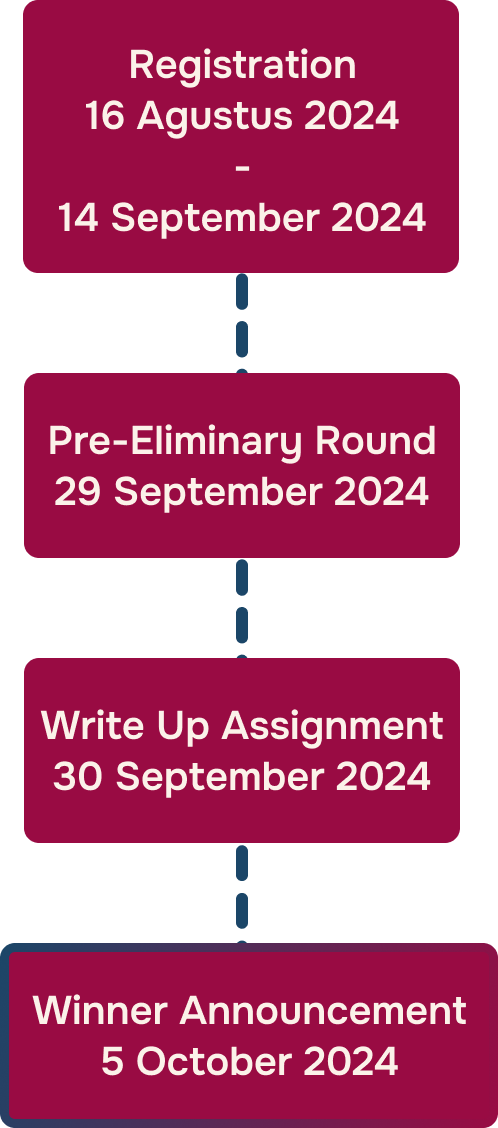 Registration
16 Agustus 2024
-
14 September 2024
Pre-Eliminary Round
29 September 2024
Write Up Assignment
30 September 2024
Winner Announcement
5 October 2024